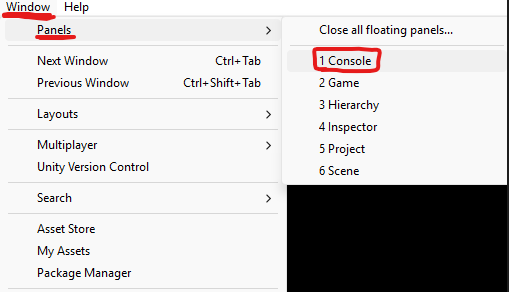 Window Help
Panels
Next Window Ctrl+Tab
Previous Window Ctrl+Shift+Tab
Layouts
Multiplayer
Unity Version Control
Search
Asset Store
My Assets
Package Manager
Close all floating panels...
1 Console
2 Game
3 Hierarchy
4 Inspector
5 Project
6 Scene